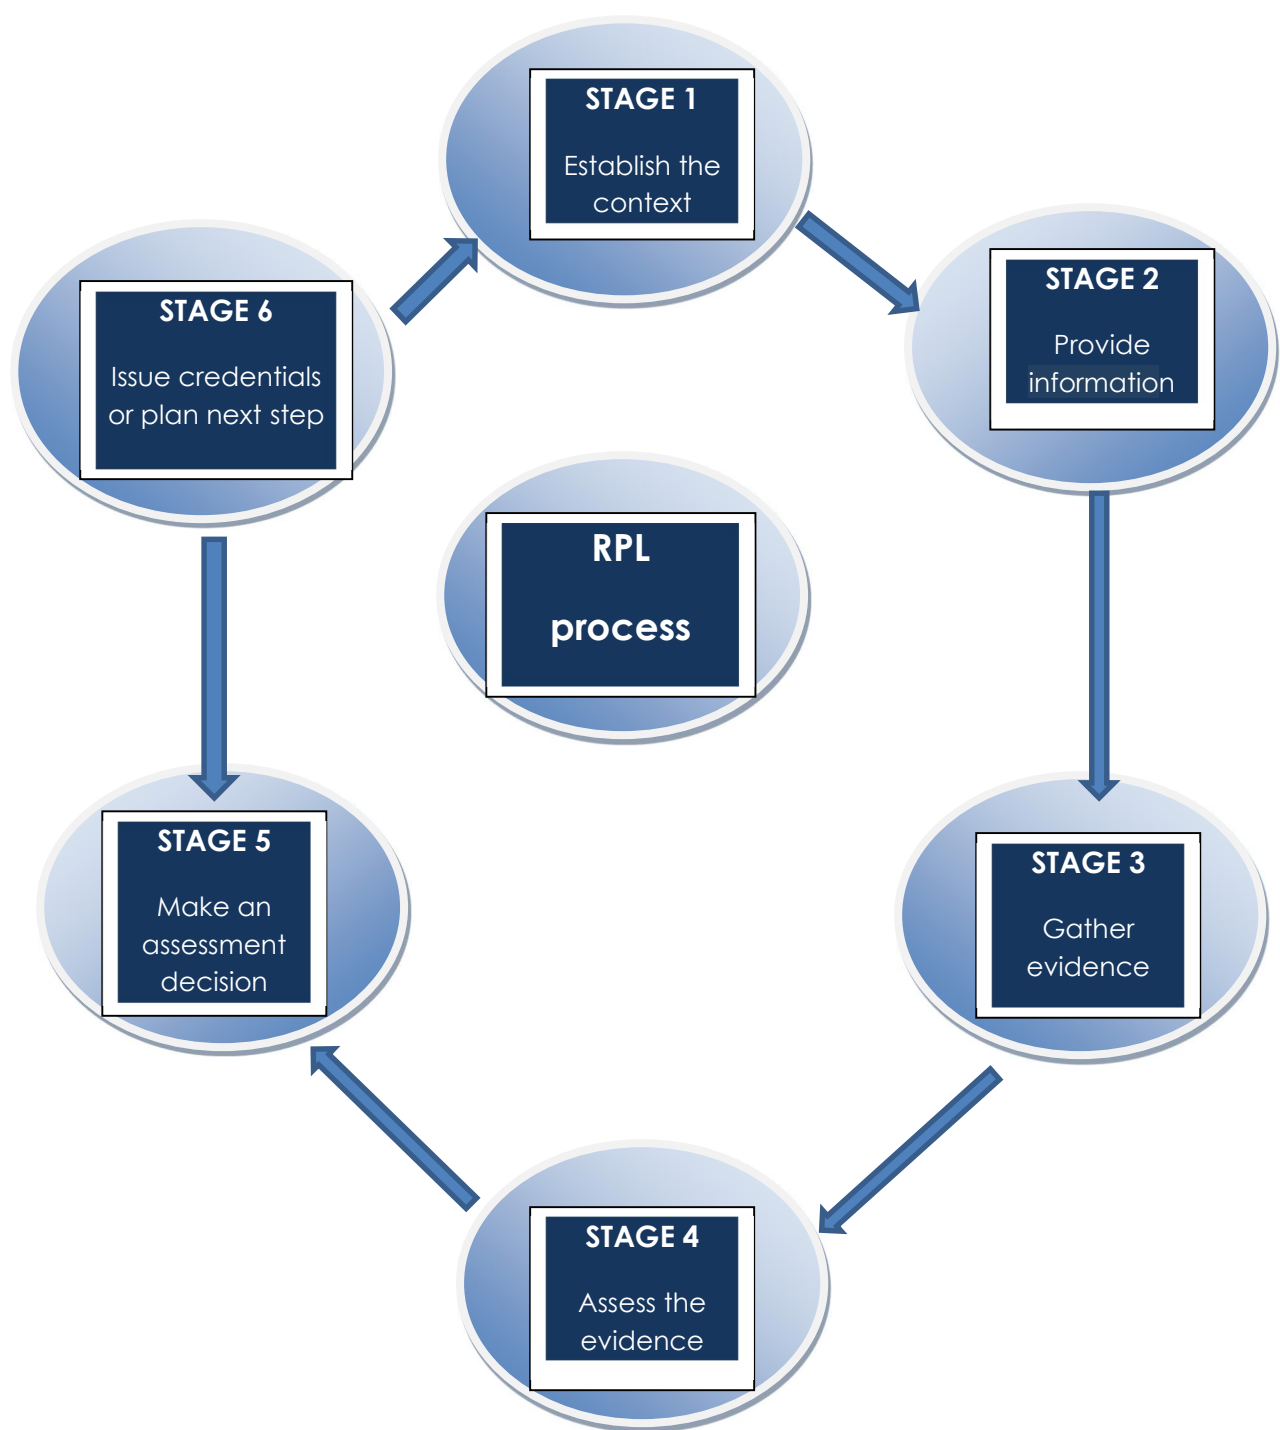 STAGE 1
Establish the
context
STAGE 2
Provide
information
STAGE 3
Gather
evidence
STAGE 4
Assess the
evidence
STAGE 5
Make an
assessment
decision
STAGE 6
Issue credentials
or plan next step
RPL
process